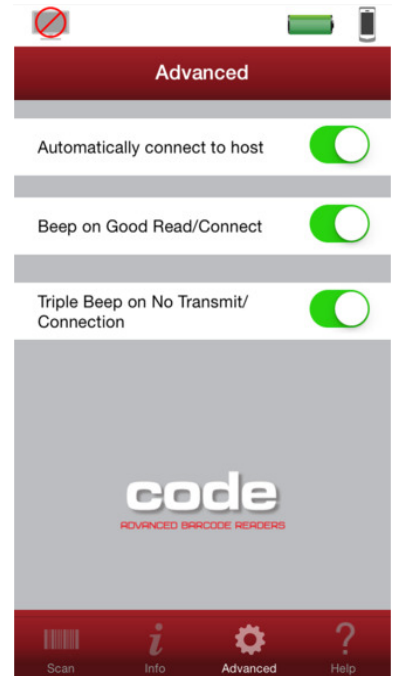 Advanced
Automatically connect to host
Beep on Good Read/Connect
Triple Beep on No Transmit/
Connection
code
ADVANCED BARCODE READERS
Scan Info Advanced Help